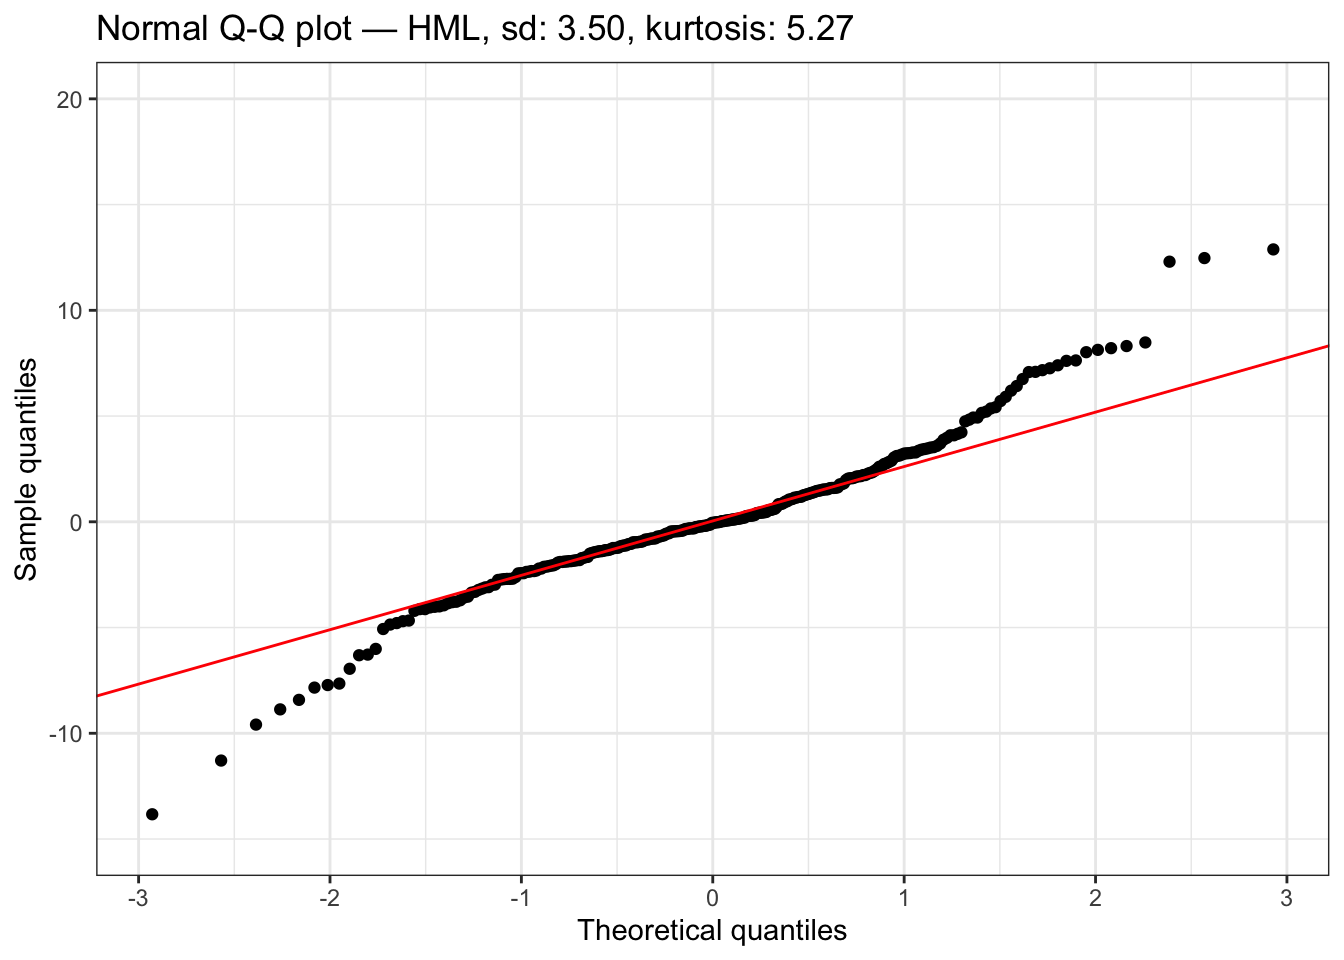 Normal Q-Q plot — HML, sd: 3.50, kurtosis: 5.27
20
10
0
-10
Sample quantiles
-3 -2 -1 0 1 2 3
Theoretical quantiles